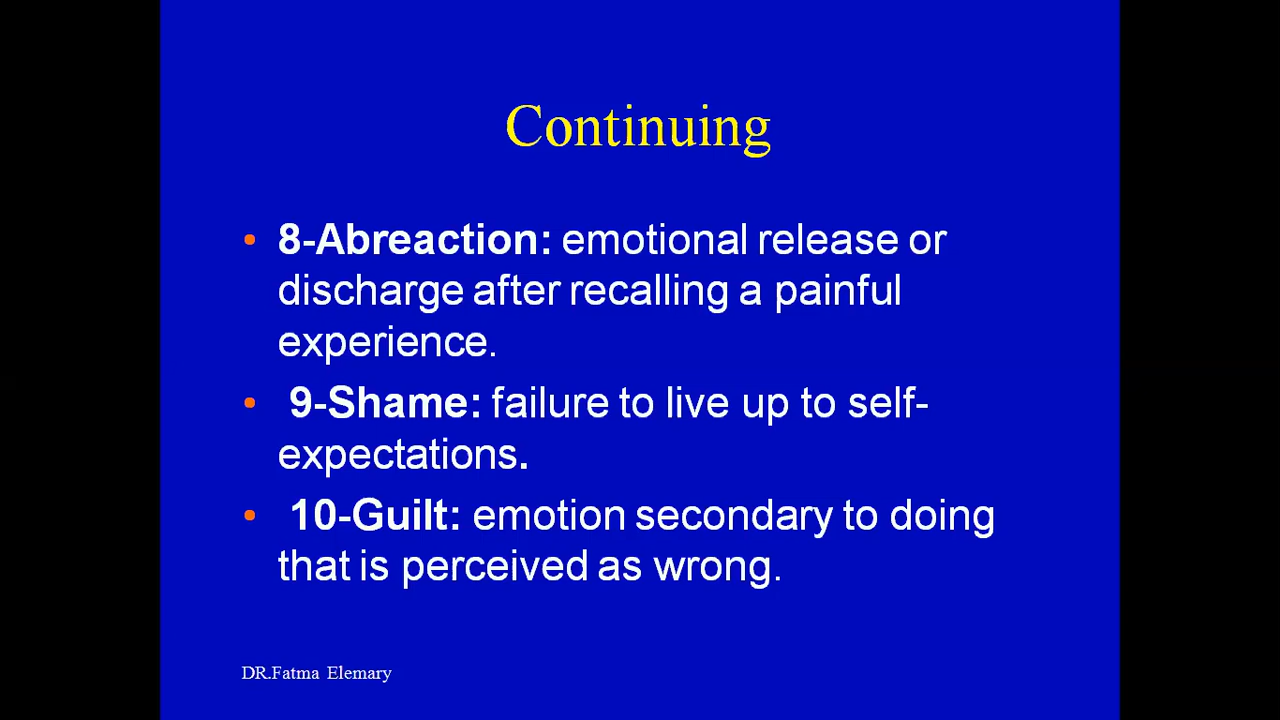 Continuing
• 8-Abreaction: emotional release or
discharge after recalling a painful
experience.
• 9-Shame: failure to live up to self-
expectations.
• 10-Guilt: emotion secondary to doing
that is perceived as wrong.
DR.Fatma Elemary